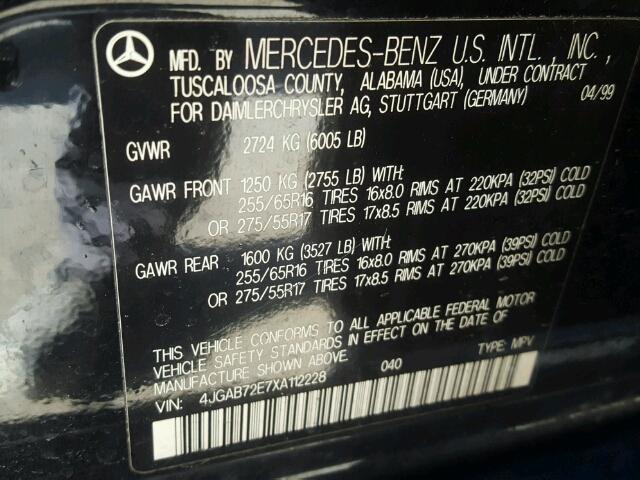 MFD. BY MERCEDES-BENZ U.S. INTL., INC.,
TUSCALOOSA COUNTY, ALABAMA (USA), UNDER CONTRACT
FOR DAIMLERCHRYSLER AG, STUTTGART (GERMANY) 04/99
GVWR 2724 KG (6005 LB)
GAWR FRONT 1250 KG (2755 LB) WITH:
255/65R16 TIRES 16x8.0 RIMS AT 220KPA (32PSI) COLD
OR 275/55R17 TIRES 17x8.5 RIMS AT 220KPA (32PSI) COLD
GAWR REAR 1600 KG (3527 LB) WITH:
255/65R16 TIRES 16x8.0 RIMS AT 270KPA (39PSI) COLD
OR 275/55R17 TIRES 17x8.5 RIMS AT 270KPA (39PSI) COLD
THIS VEHICLE CONFORMS TO ALL APPLICABLE FEDERAL MOTOR
VEHICLE SAFETY STANDARDS IN EFFECT ON THE DATE OF
MANUFACTURE SHOWN ABOVE.
VIN: 4JGAB72E7XA112228 040 TYPE: MPV